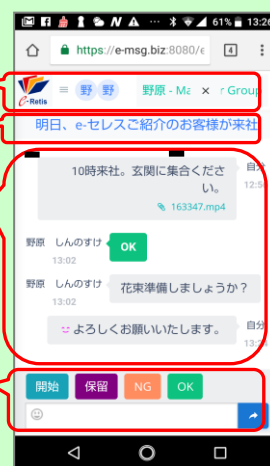 61% 13:26
https://e-msg.biz:8080/e
4
C-Retis
野 野 野原 - Ma × r Group
明日、e-セレスご紹介のお客様が来社
自分
10時来社。玄関に集合くださ
い。
163347.mp4
野原 しんのすけ
OK
13:02
野原 しんのすけ
花束準備しましょうか?
13:02
自分
よろしくお願いいたします。
開始 保留 NG OK